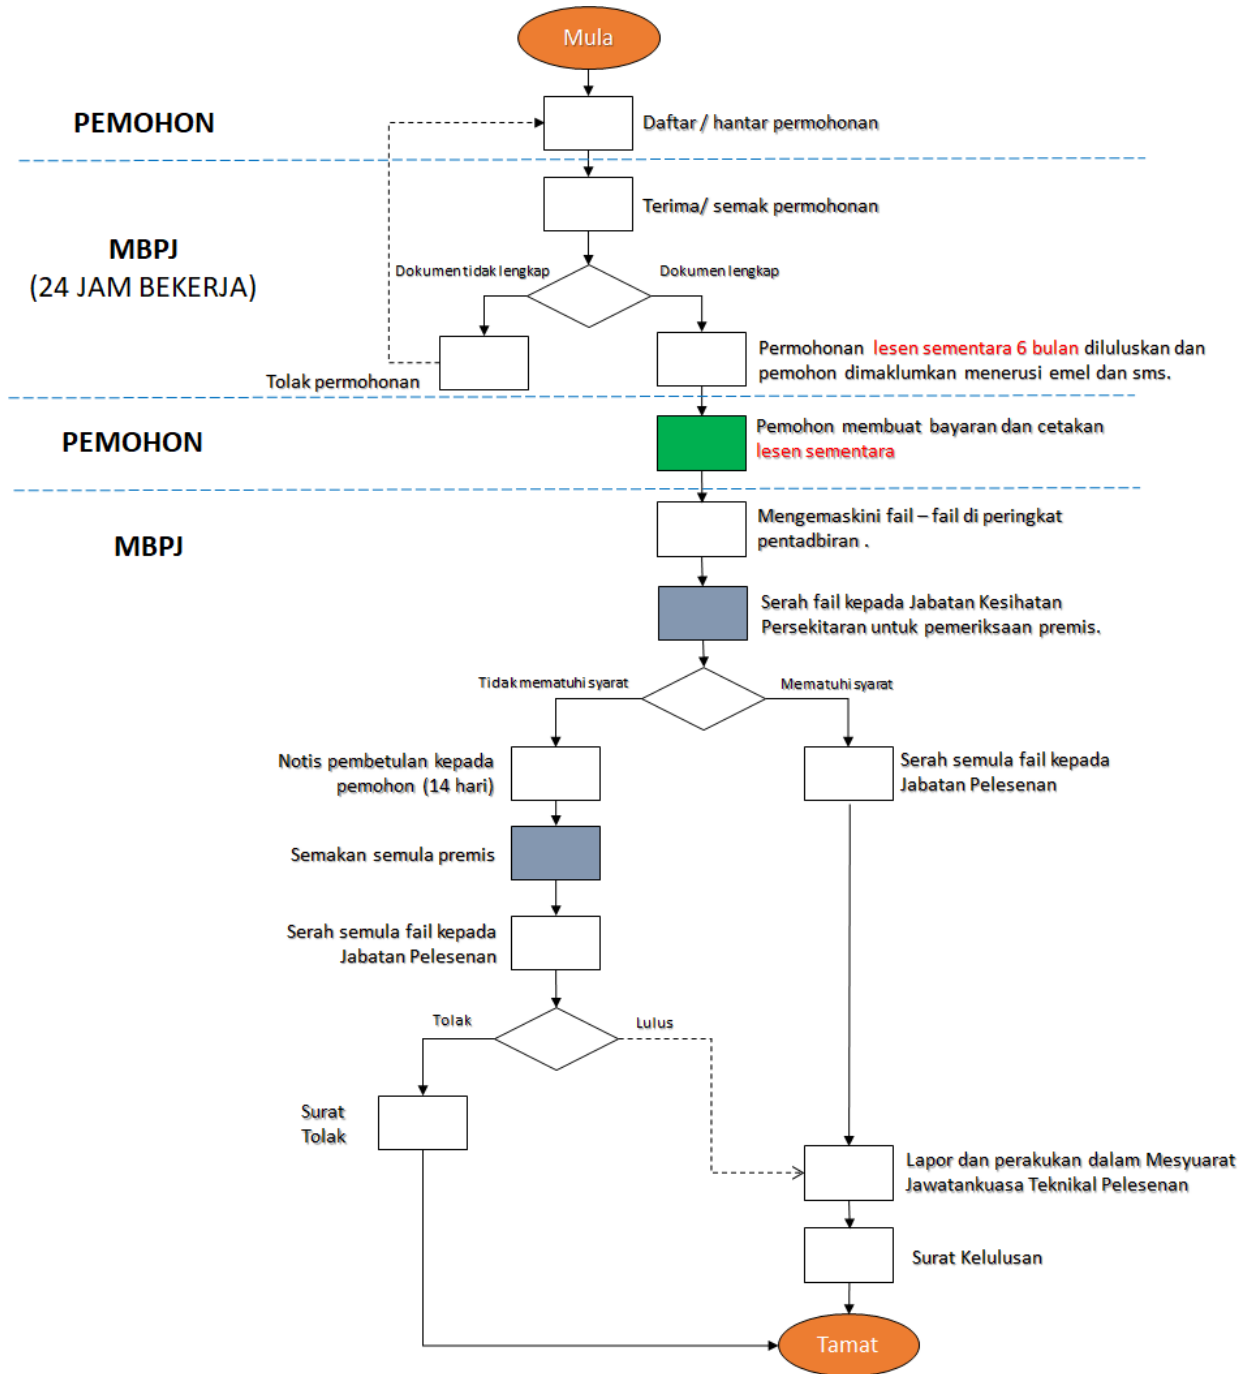 Mula
PEMOHON
Daftar / hantar permohonan
Terima/ semak permohonan
MBPJ
(24 JAM BEKERJA)
Dokumen tidak lengkap
Dokumen lengkap
Permohonan lesen sementara 6 bulan diluluskan dan
pemohon dimaklumkan menerusi emel dan sms.
Tolak permohonan
PEMOHON
Pemohon membuat bayaran dan cetakan
lesen sementara
MBPJ
Mengemaskini fail – fail di peringkat
pentadbiran .
Serah fail kepada Jabatan Kesihatan
Persekitaran untuk pemeriksaan premis.
Tidak mematuhi syarat
Mematuhi syarat
Notis pembetulan kepada
pemohon (14 hari)
Serah semula fail kepada
Jabatan Pelesenan
Semakan semula premis
Serah semula fail kepada
Jabatan Pelesenan
Tolak
Lulus
Surat
Tolak
Lapor dan perakukan dalam Mesyuarat
Jawatankuasa Teknikal Pelesenan
Surat Kelulusan
Tamat